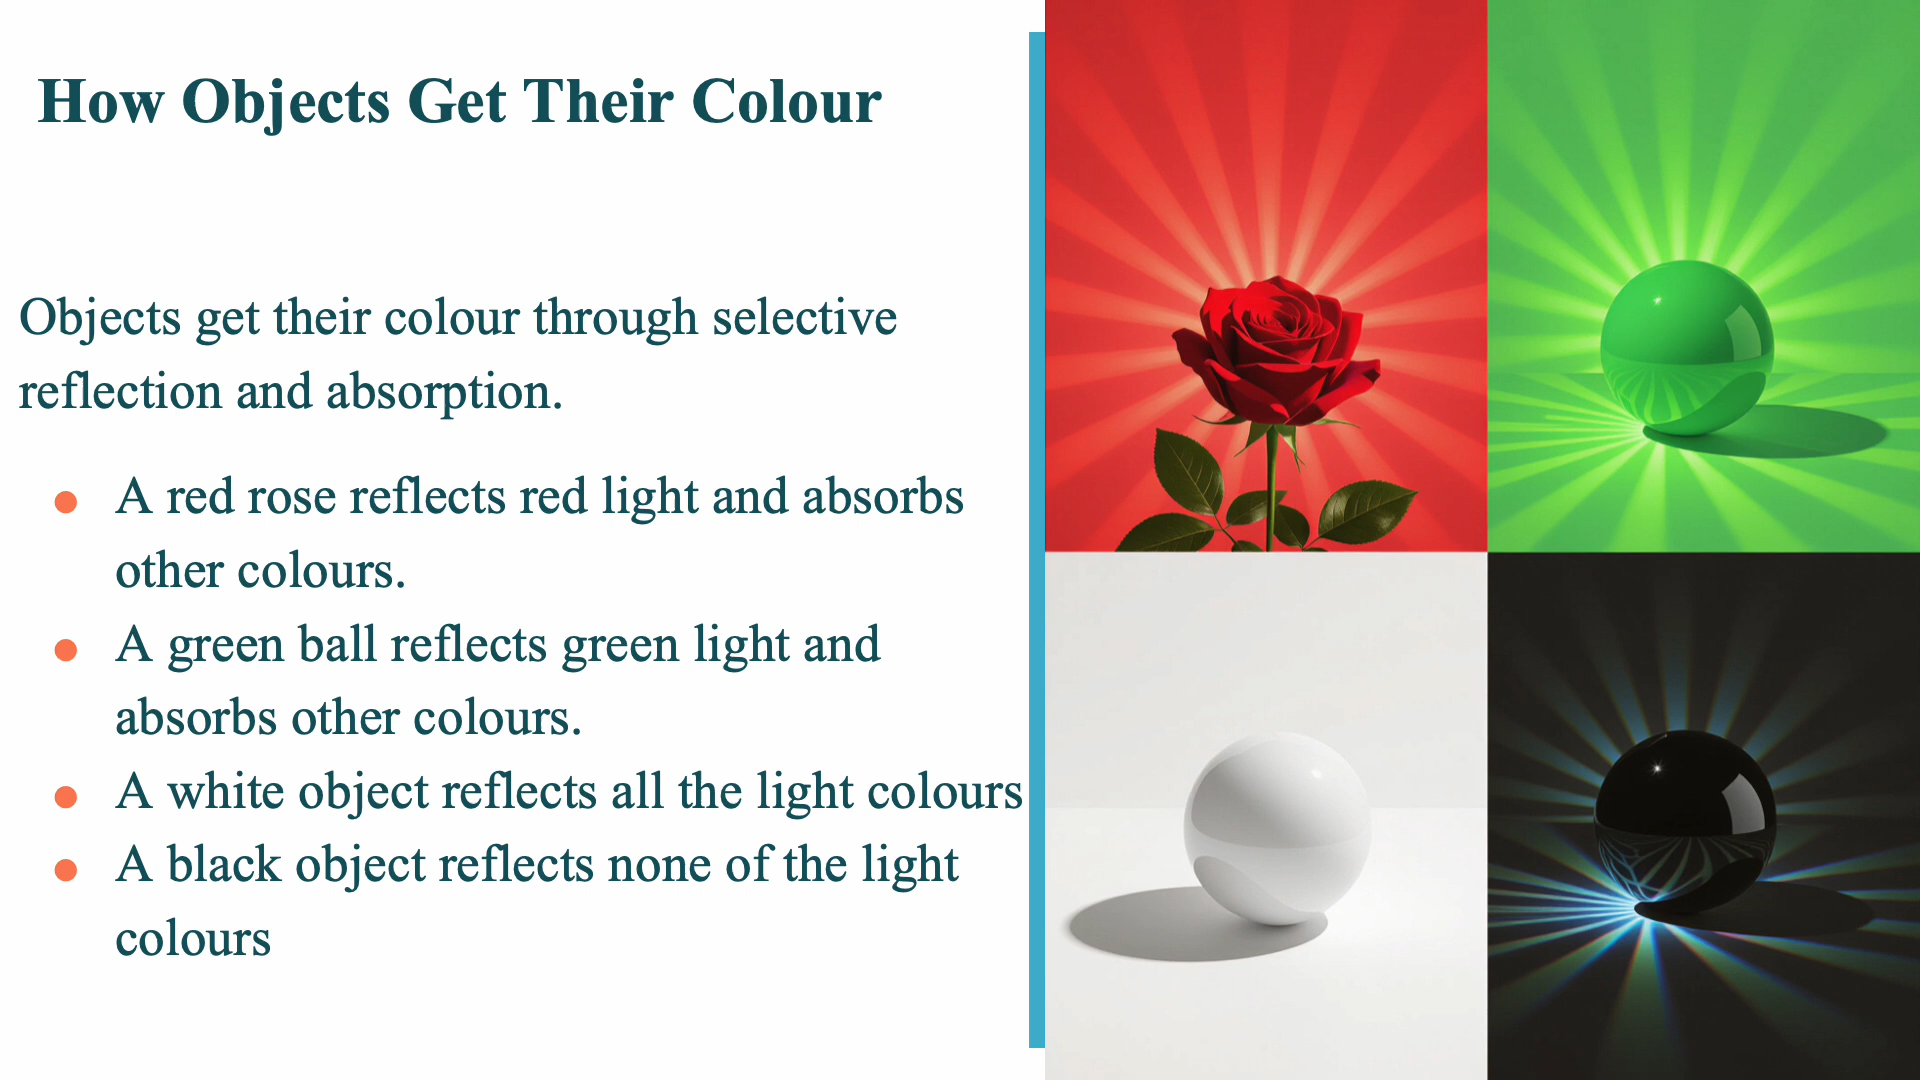 How Objects Get Their Colour
Objects get their colour through selective
reflection and absorption.
A red rose reflects red light and absorbs
other colours.
A green ball reflects green light and
absorbs other colours.
A white object reflects all the light colours
A black object reflects none of the light
colours